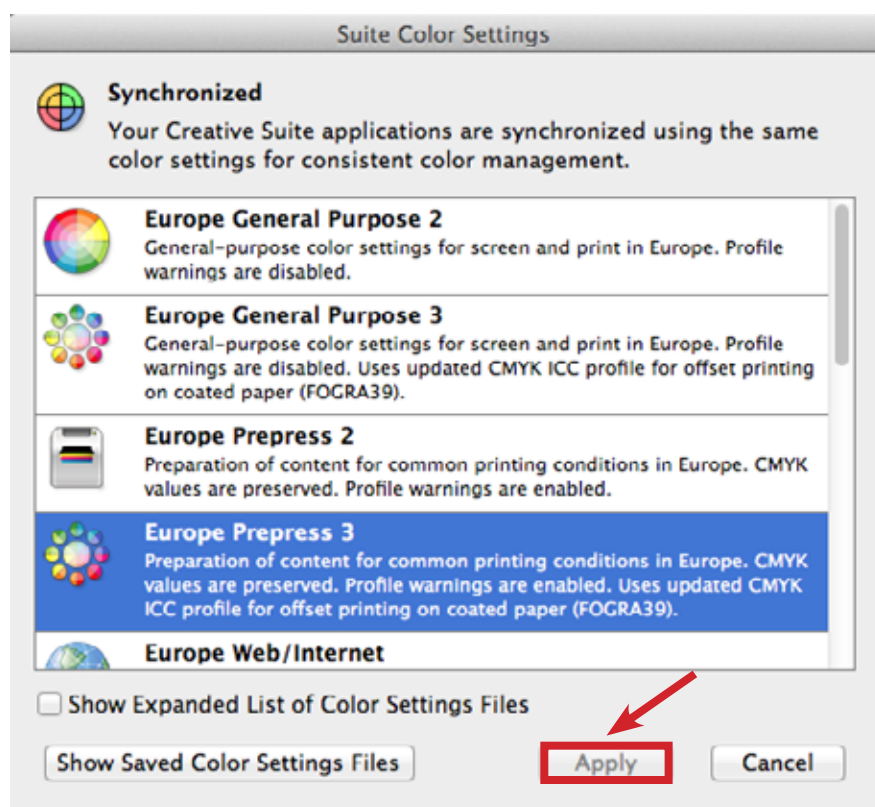 Suite Color Settings
Synchronized
Your Creative Suite applications are synchronized using the same
color settings for consistent color management.
Europe General Purpose 2
General-purpose color settings for screen and print in Europe. Profile
warnings are disabled.
Europe General Purpose 3
General-purpose color settings for screen and print in Europe. Profile
warnings are disabled. Uses updated CMYK ICC profile for offset printing
on coated paper (FOGRA39).
Europe Prepress 2
Preparation of content for common printing conditions in Europe. CMYK
values are preserved. Profile warnings are enabled.
Europe Prepress 3
Preparation of content for common printing conditions in Europe. CMYK
values are preserved. Profile warnings are enabled. Uses updated CMYK
ICC profile for offset printing on coated paper (FOGRA39).
Europe Web/Internet
Show Expanded List of Color Settings Files
Show Saved Color Settings Files Apply Cancel